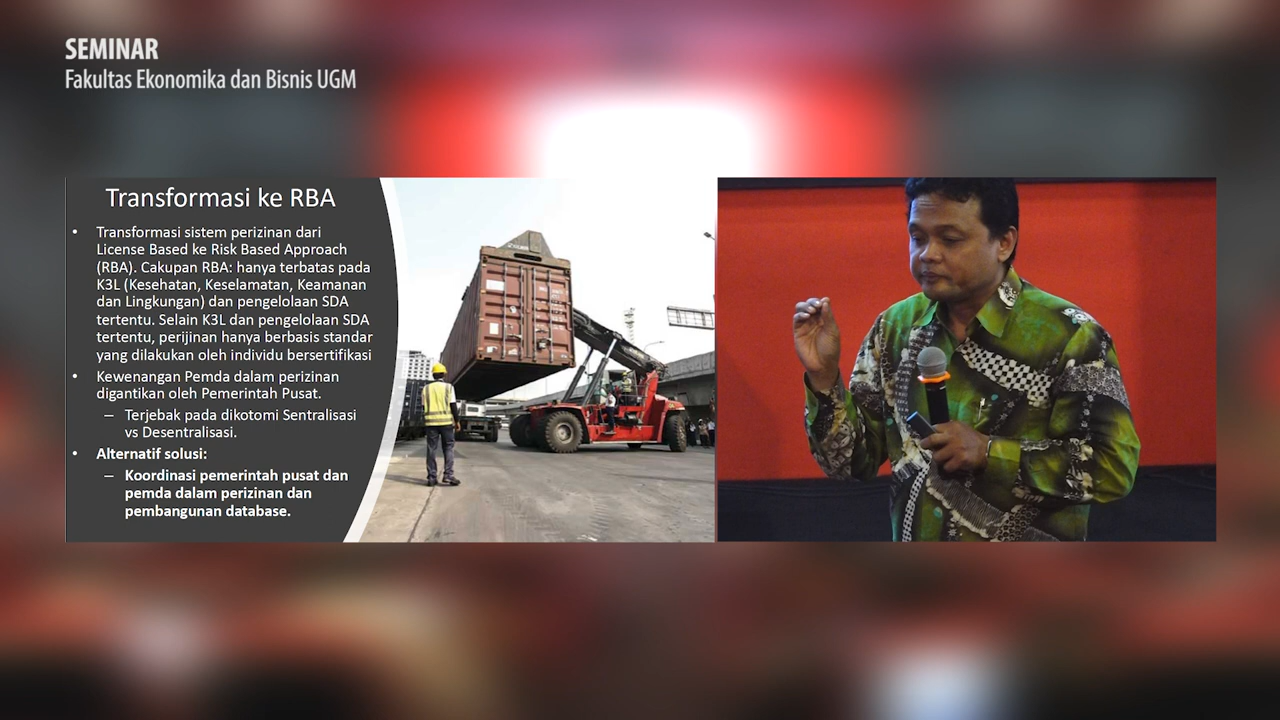 SEMINAR
Fakultas Ekonomika dan Bisnis UGM
Transformasi ke RBA
• Transformasi sistem perizinan dari
License Based ke Risk Based Approach
(RBA). Cakupan RBA: hanya terbatas pada
K3L (Kesehatan, Keselamatan, Keamanan
dan Lingkungan) dan pengelolaan SDA
tertentu. Selain K3L dan pengelolaan SDA
tertentu, perijinan hanya berbasis standar
yang dilakukan oleh individu bersertifikasi
• Kewenangan Pemda dalam perizinan
digantikan oleh Pemerintah Pusat.
– Terjebak pada dikotomi Sentralisasi
vs Desentralisasi.
• Alternatif solusi:
– Koordinasi pemerintah pusat dan
pemda dalam perizinan dan
pembangunan database.